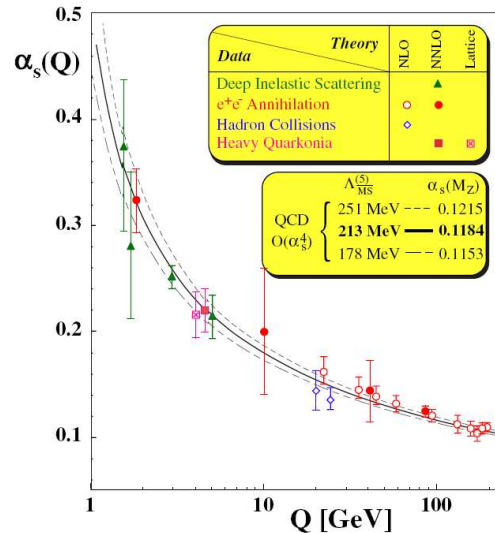 0.5
αs(Q)
0.4
0.3
0.2
0.1
Data Theory NLO NNLO Lattice
Deep Inelastic Scattering
e+e- Annihilation
Hadron Collisions
Heavy Quarkonia
Λ(5)MS αs(MZ)
251 MeV 0.1215
QCD 213 MeV 0.1184
O(αs4)
178 MeV 0.1153
1 10 100
Q [GeV]